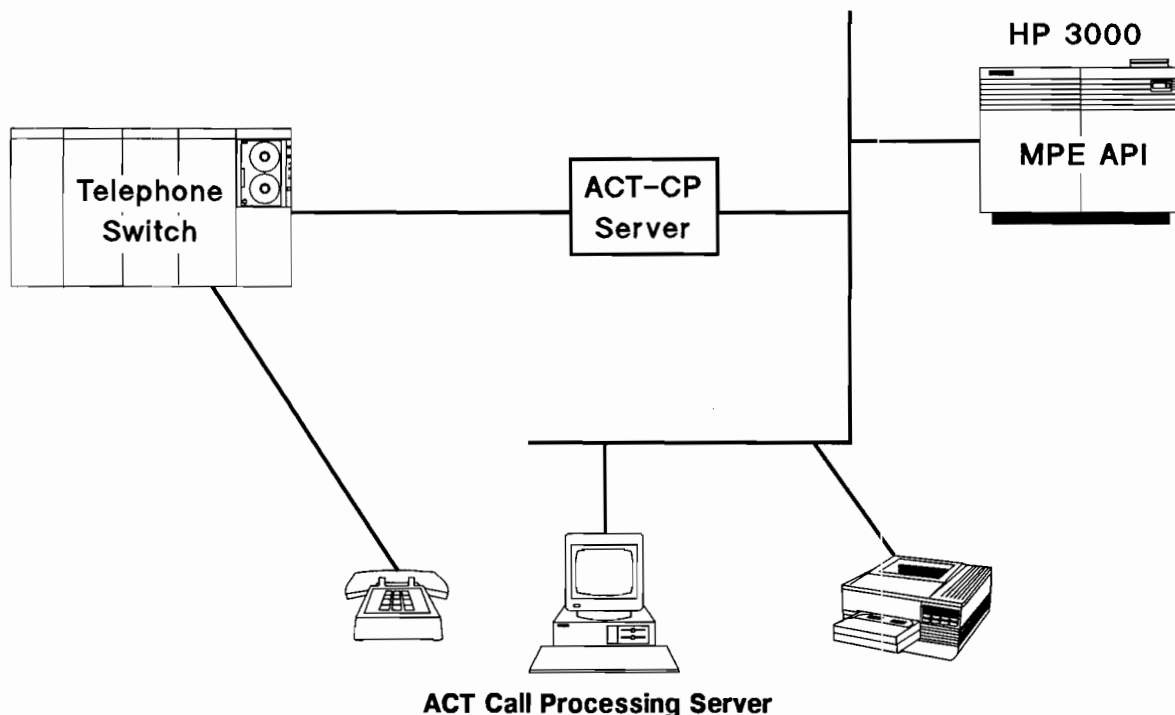 HP 3000
MPE API
Telephone
Switch
ACT-CP
Server
ACT Call Processing Server